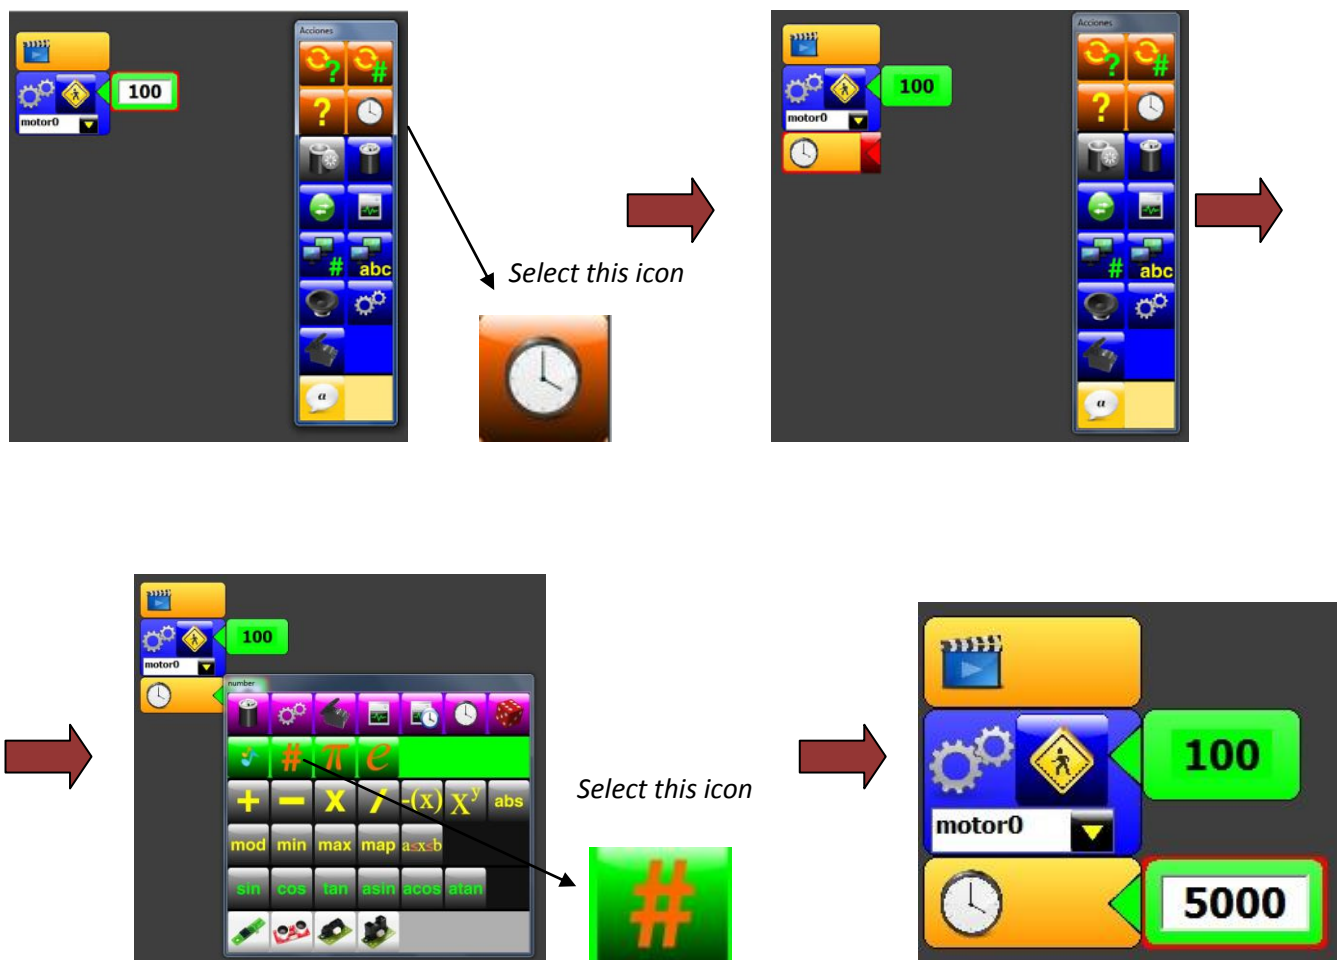 Acciones
? #
100
?
motor0
# abc
a
Select this icon
Acciones
? #
100
?
motor0
# abc
a
100
motor0
number
# π e
+ − x / -(x) xʸ abs
mod min max map a≤x≤b
sin cos tan asin acos atan
Select this icon
#
100
motor0
5000